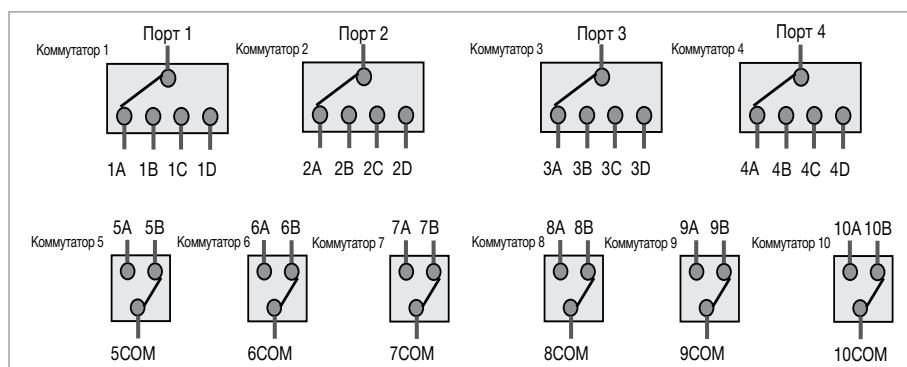 Коммутатор 1
Порт 1
Коммутатор 2
Порт 2
Коммутатор 3
Порт 3
Коммутатор 4
Порт 4
1A 1B 1C 1D
2A 2B 2C 2D
3A 3B 3C 3D
4A 4B 4C 4D
Коммутатор 5
5A 5B
Коммутатор 6
6A 6B
Коммутатор 7
7A 7B
Коммутатор 8
8A 8B
Коммутатор 9
9A 9B
Коммутатор 10
10A 10B
5COM
6COM
7COM
8COM
9COM
10COM